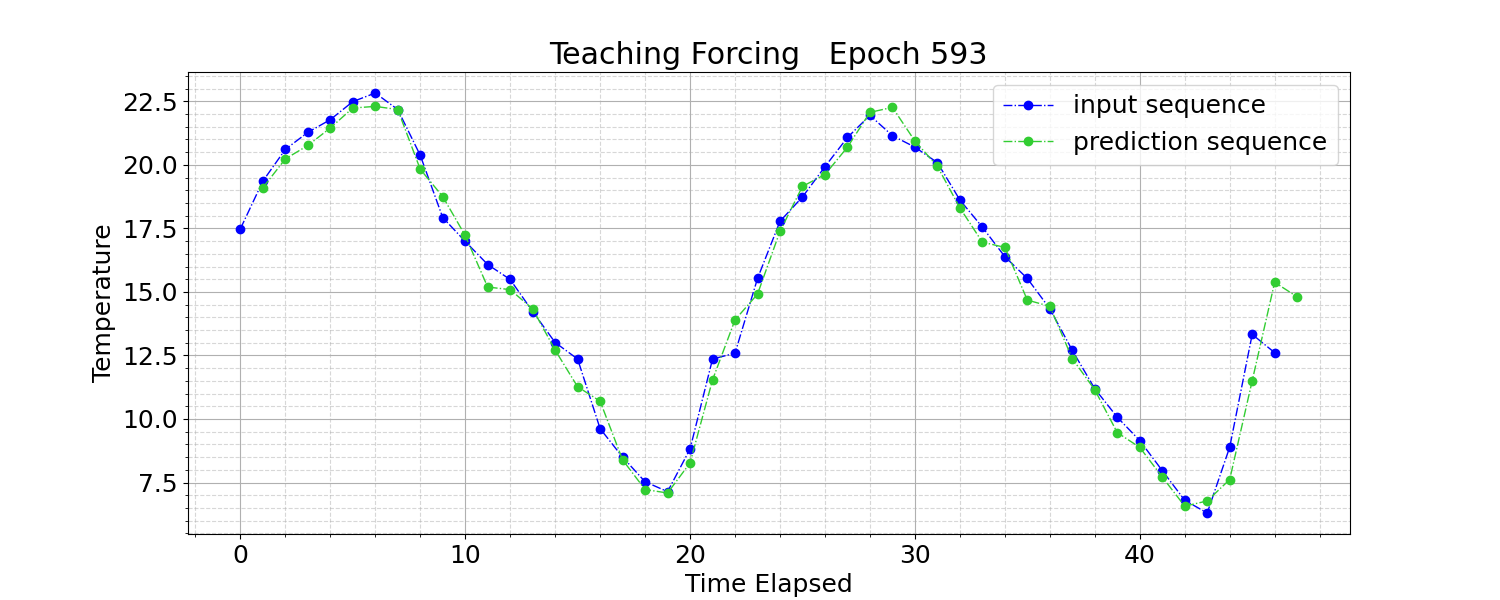 Teaching Forcing   Epoch 593
input sequence
prediction sequence
Temperature
22.5
20.0
17.5
15.0
12.5
10.0
7.5
0 10 20 30 40
Time Elapsed